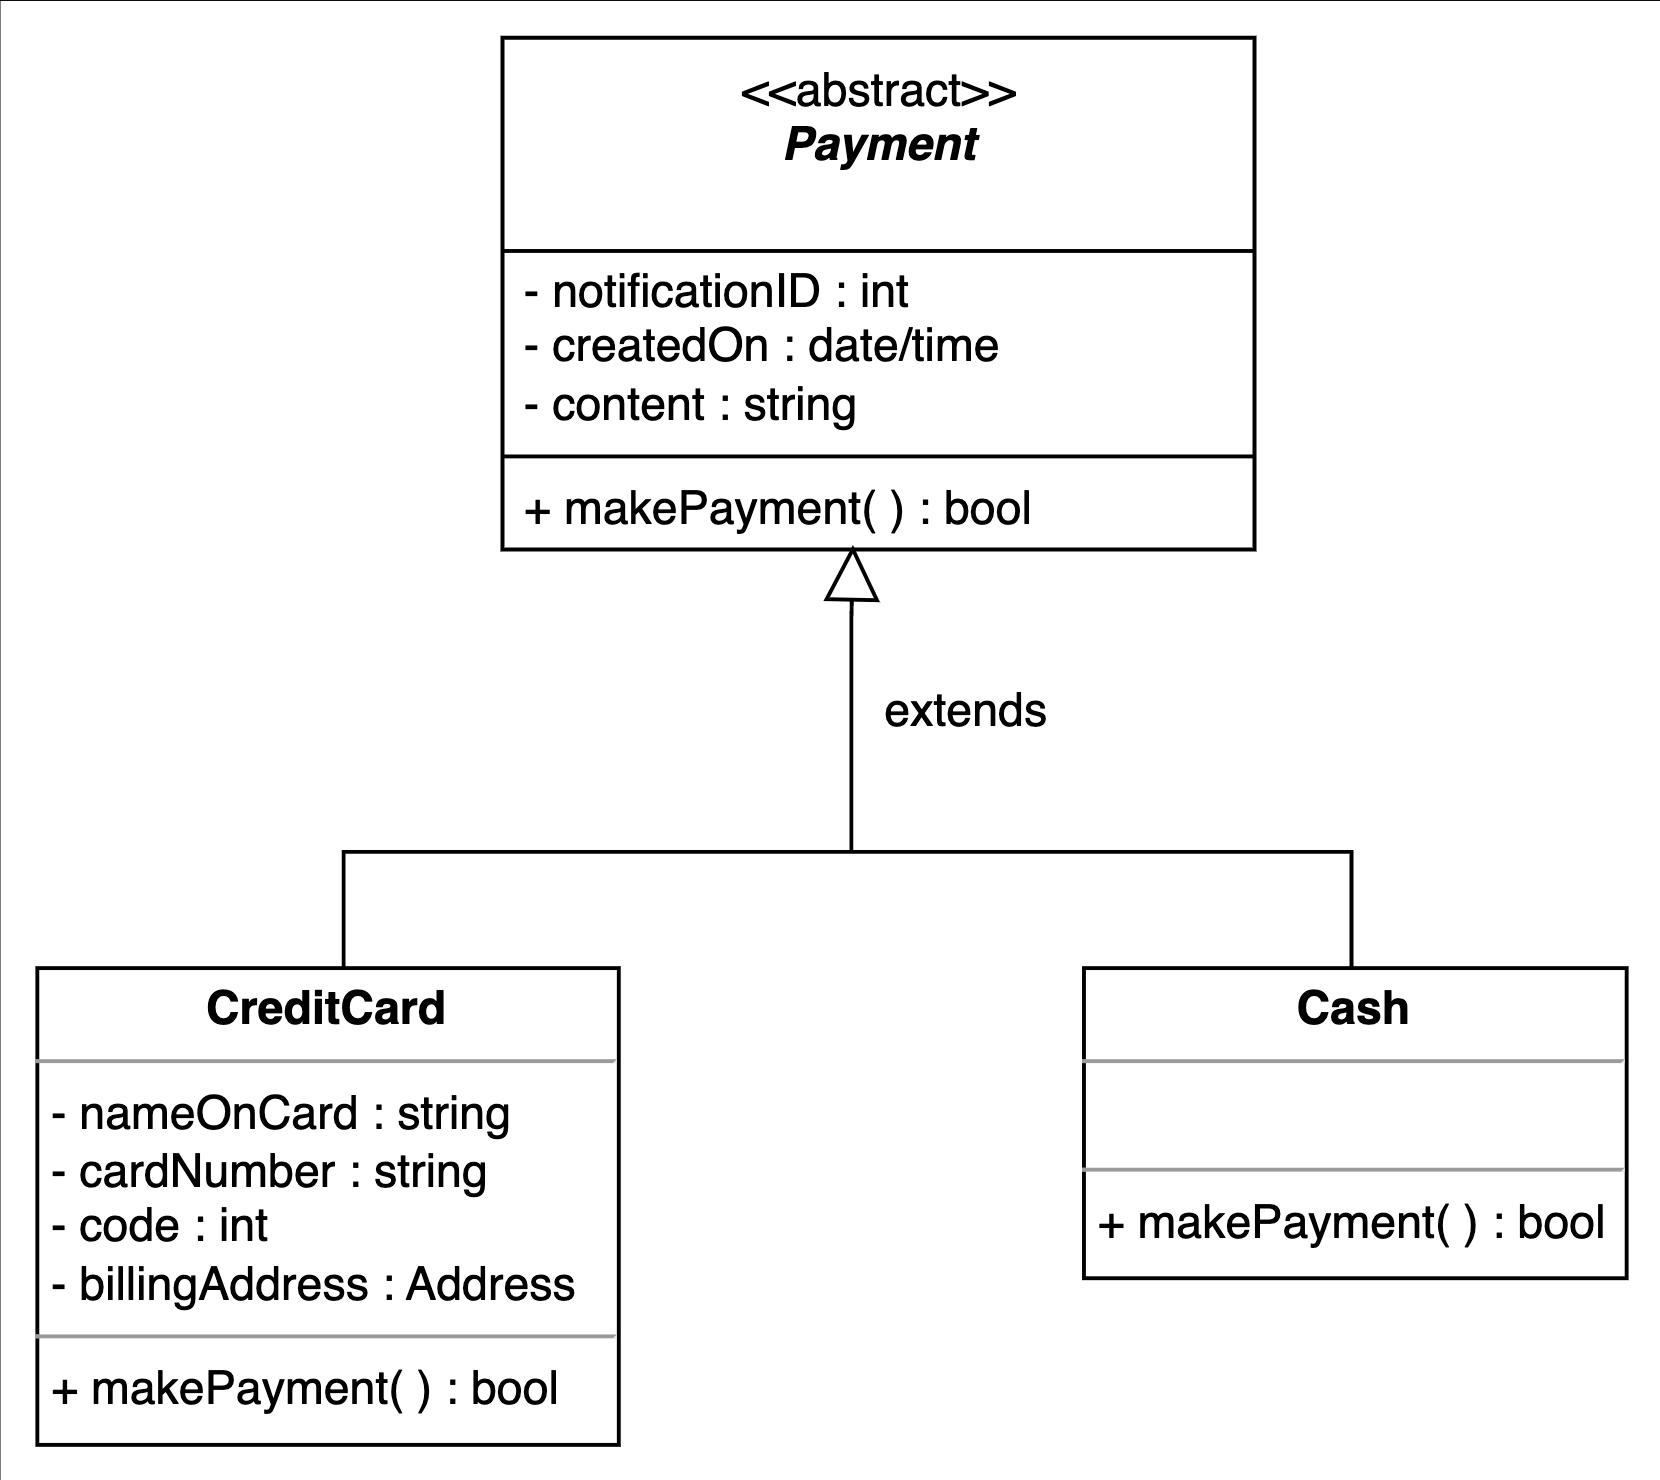 <<abstract>>
Payment
- notificationID : int
- createdOn : date/time
- content : string
+ makePayment( ) : bool
extends
CreditCard
- nameOnCard : string
- cardNumber : string
- code : int
- billingAddress : Address
+ makePayment( ) : bool
Cash
+ makePayment( ) : bool